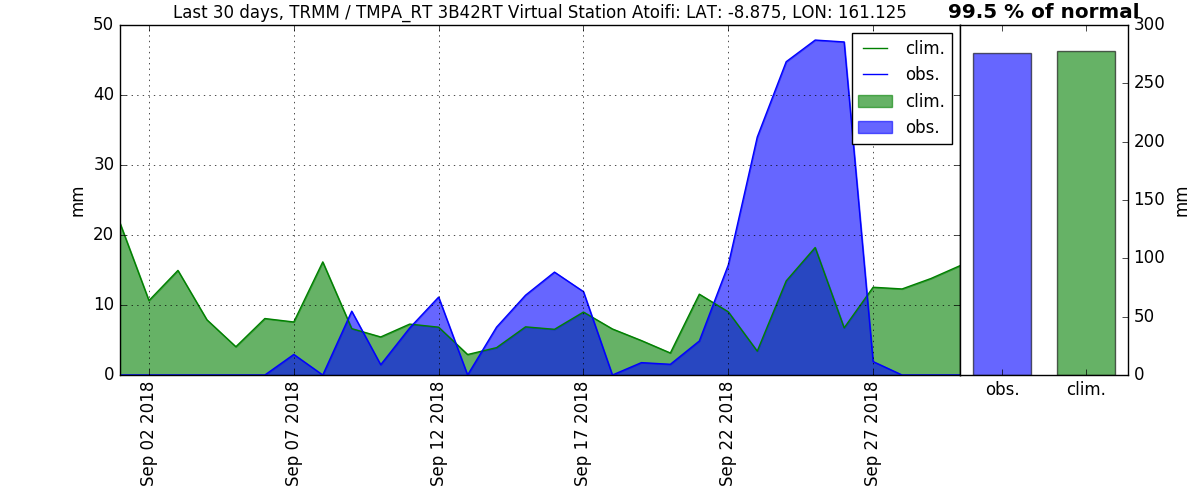 Last 30 days, TRMM / TMPA_RT 3B42RT Virtual Station Atoifi: LAT: -8.875, LON: 161.125
99.5 % of normal
50
40
30
20
10
0
mm
clim.
obs.
clim.
obs.
300
250
200
150
100
50
0
mm
obs.
clim.
Sep 02 2018
Sep 07 2018
Sep 12 2018
Sep 17 2018
Sep 22 2018
Sep 27 2018